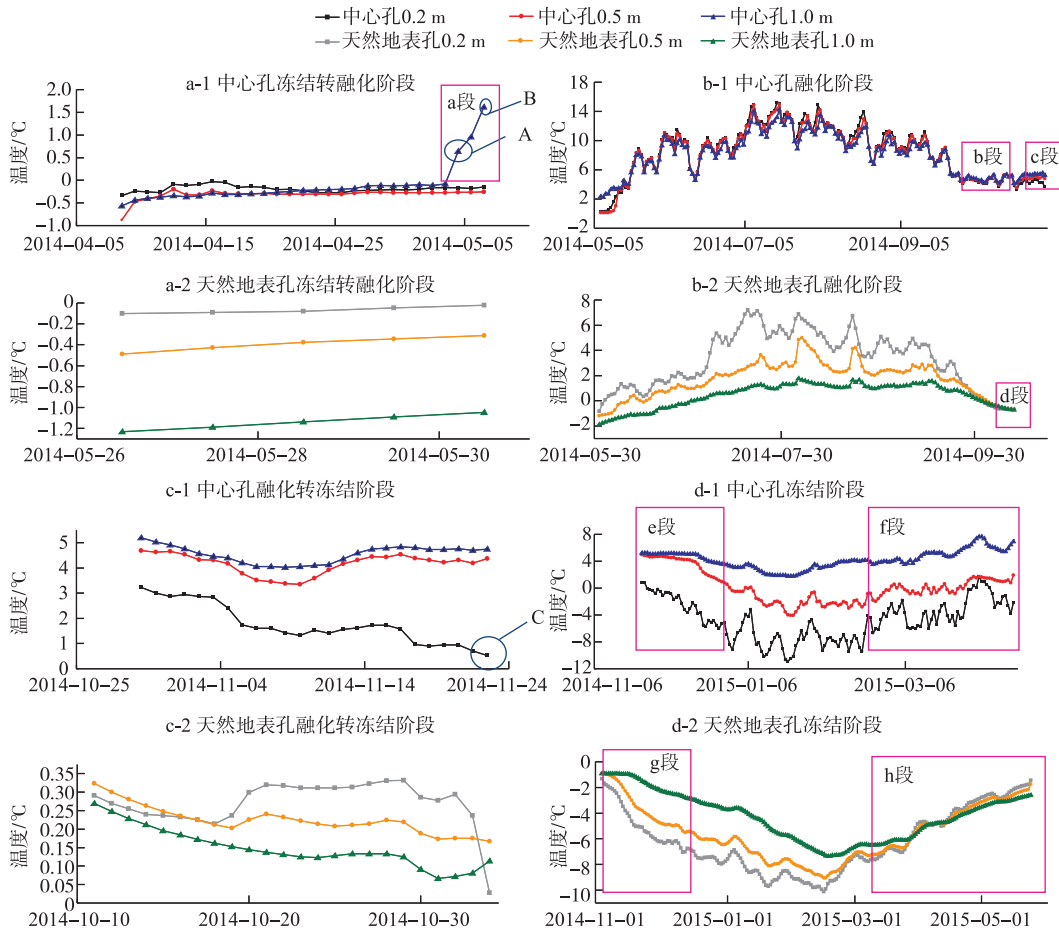 中心孔0.2 m 中心孔0.5 m 中心孔1.0 m
天然地表孔0.2 m 天然地表孔0.5 m 天然地表孔1.0 m
a-1 中心孔冻结转融化阶段
温度/℃
2.0
1.5
1.0
0.5
0
−0.5
−1.0
a段
B
A
2014-04-05 2014-04-15 2014-04-25 2014-05-05
b-1 中心孔融化阶段
温度/℃
18
14
10
6
2
−2
b段 c段
2014-05-05 2014-07-05 2014-09-05
a-2 天然地表孔冻结转融化阶段
温度/℃
0
−0.2
−0.4
−0.6
−0.8
−1.0
−1.2
2014-05-26 2014-05-28 2014-05-30
b-2 天然地表孔融化阶段
温度/℃
8
6
4
2
0
−2
d段
2014-05-30 2014-07-30 2014-09-30
c-1 中心孔融化转冻结阶段
温度/℃
5
4
3
2
1
0
C
2014-10-25 2014-11-04 2014-11-14 2014-11-24
d-1 中心孔冻结阶段
温度/℃
8
4
0
−4
−8
−12
e段 f段
2014-11-06 2015-01-06 2015-03-06
c-2 天然地表孔融化转冻结阶段
温度/℃
0.35
0.30
0.25
0.20
0.15
0.10
0.05
0
2014-10-10 2014-10-20 2014-10-30
d-2 天然地表孔冻结阶段
温度/℃
0
−2
−4
−6
−8
−10
g段 h段
2014-11-01 2015-01-01 2015-03-01 2015-05-01